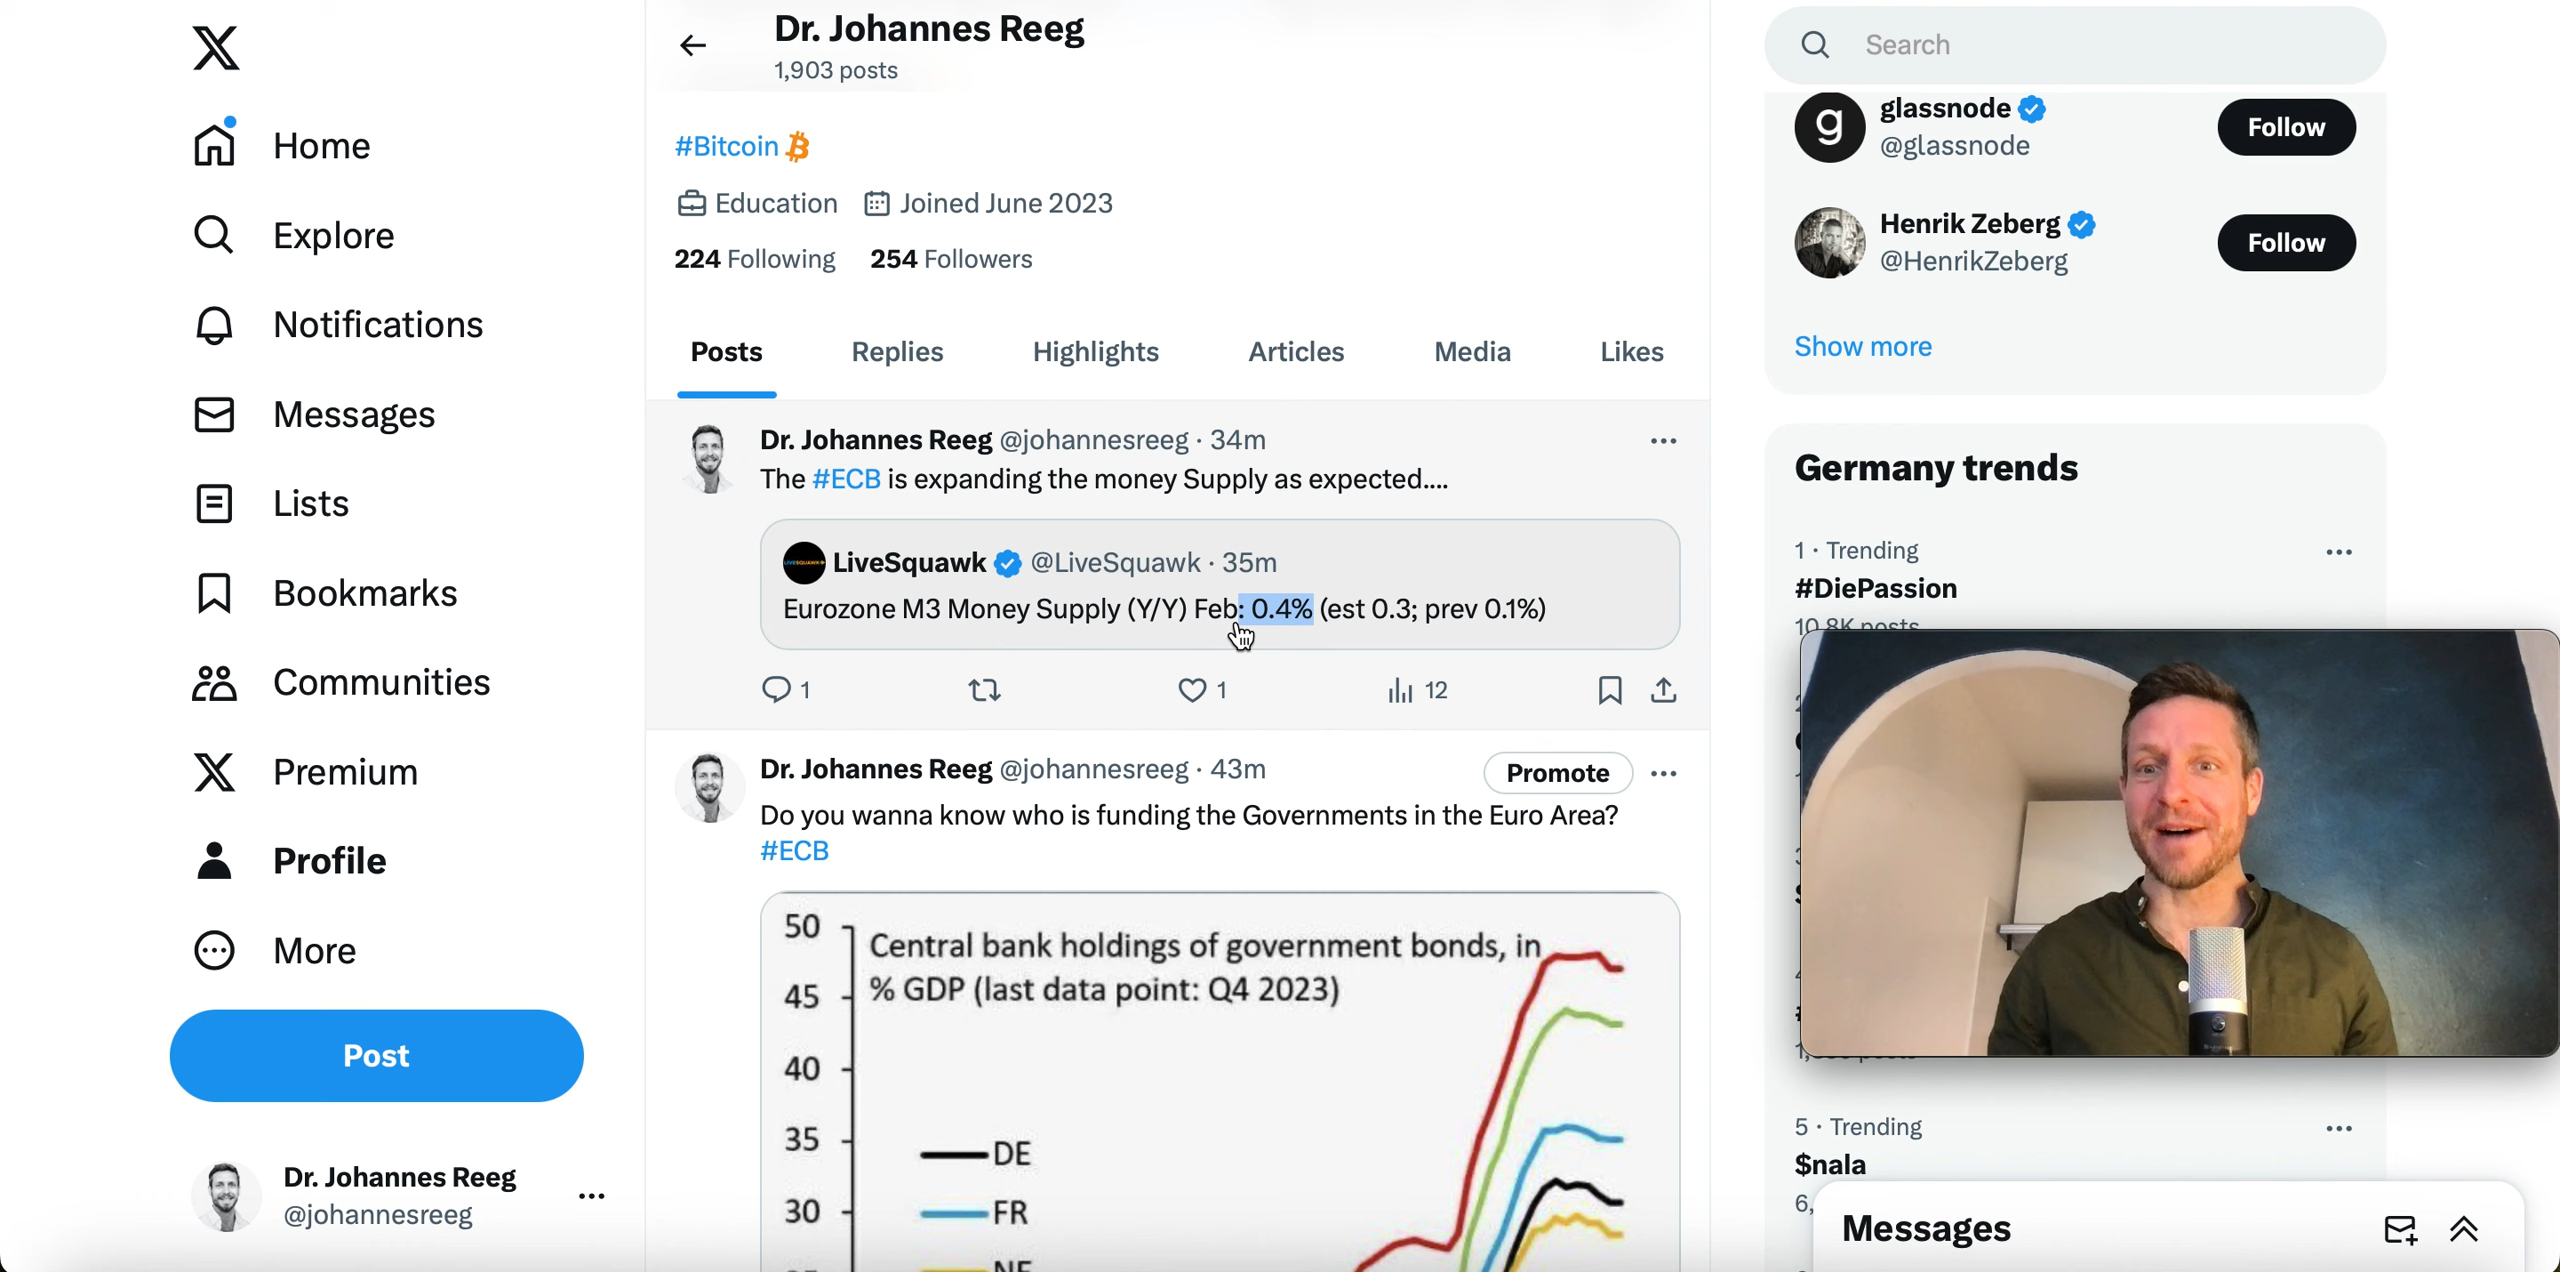 Home
Explore
Notifications
Messages
Lists
Bookmarks
Communities
Premium
Profile
More
Post
Dr. Johannes Reeg
@johannesreeg
Dr. Johannes Reeg
1,903 posts
#Bitcoin
Education Joined June 2023
224 Following 254 Followers
Posts Replies Highlights Articles Media Likes
Dr. Johannes Reeg @johannesreeg · 34m
The #ECB is expanding the money Supply as expected....
LiveSquawk @LiveSquawk · 35m
Eurozone M3 Money Supply (Y/Y) Feb: 0.4% (est 0.3; prev 0.1%)
1 1 12
Dr. Johannes Reeg @johannesreeg · 43m
Promote
Do you wanna know who is funding the Governments in the Euro Area?
#ECB
Central bank holdings of government bonds, in
% GDP (last data point: Q4 2023)
50
45
40
35
30
DE
FR
Search
glassnode
@glassnode
Follow
Henrik Zeberg
@HenrikZeberg
Follow
Show more
Germany trends
1 · Trending
#DiePassion
10.8K posts
5 · Trending
$nala
6,
Messages